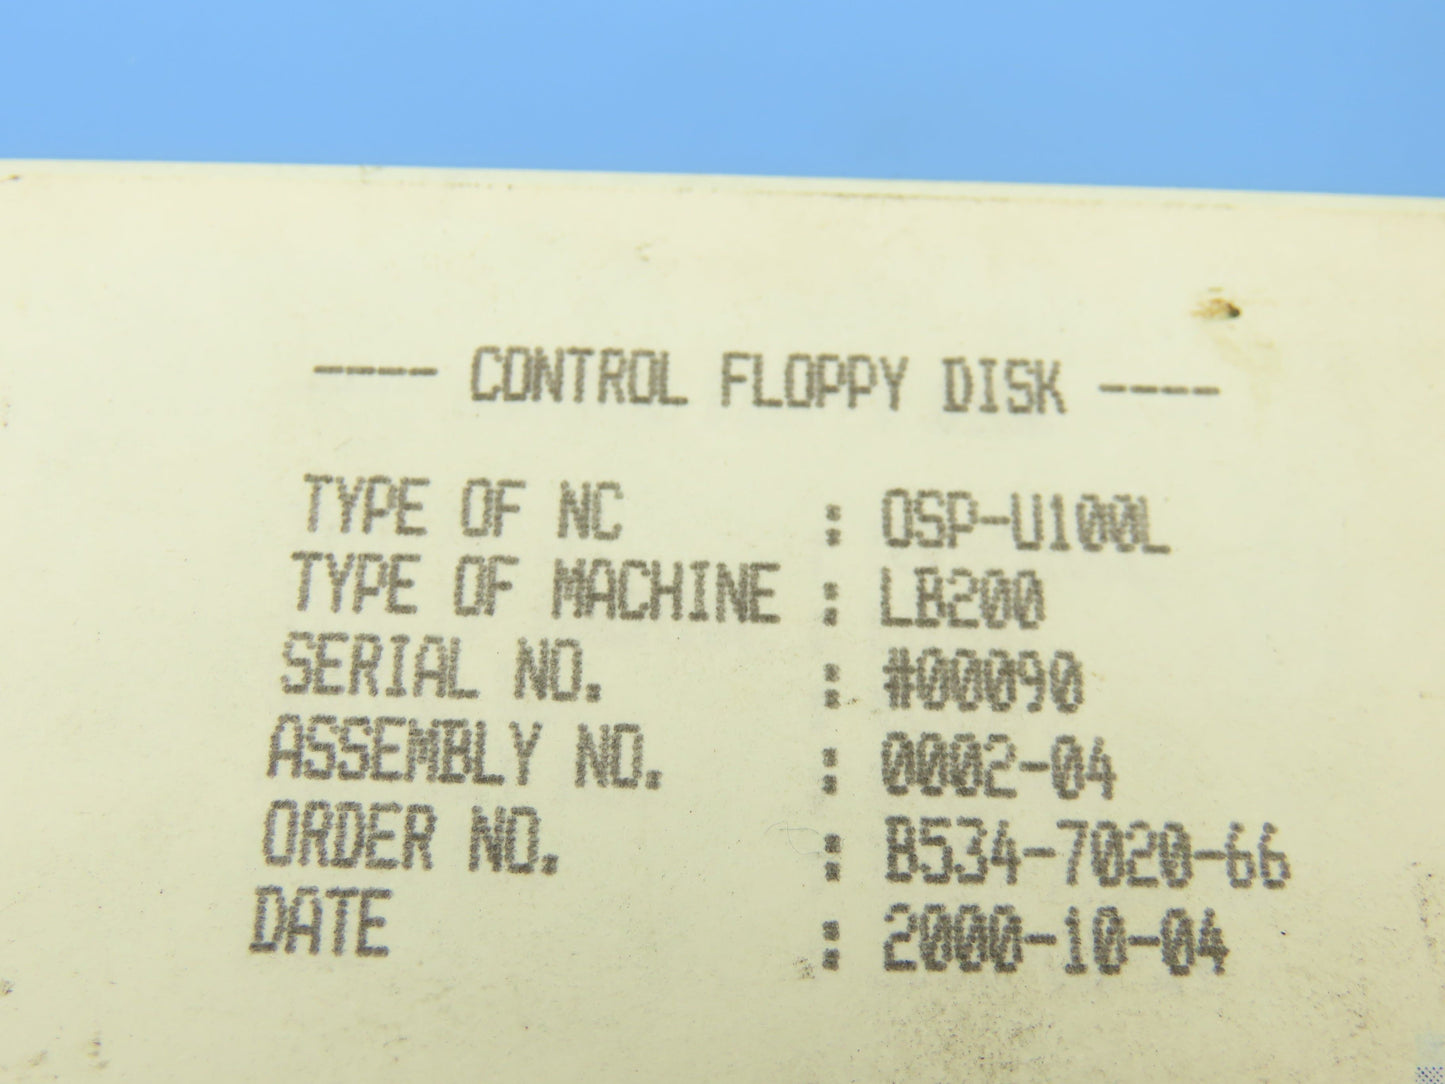 ---- CONTROL FLOPPY DISK ----
TYPE OF NC : OSP-U100L
TYPE OF MACHINE : LB200
SERIAL NO. : #00090
ASSEMBLY NO. : 0002-04
ORDER NO. : B534-7020-66
DATE : 2000-10-04